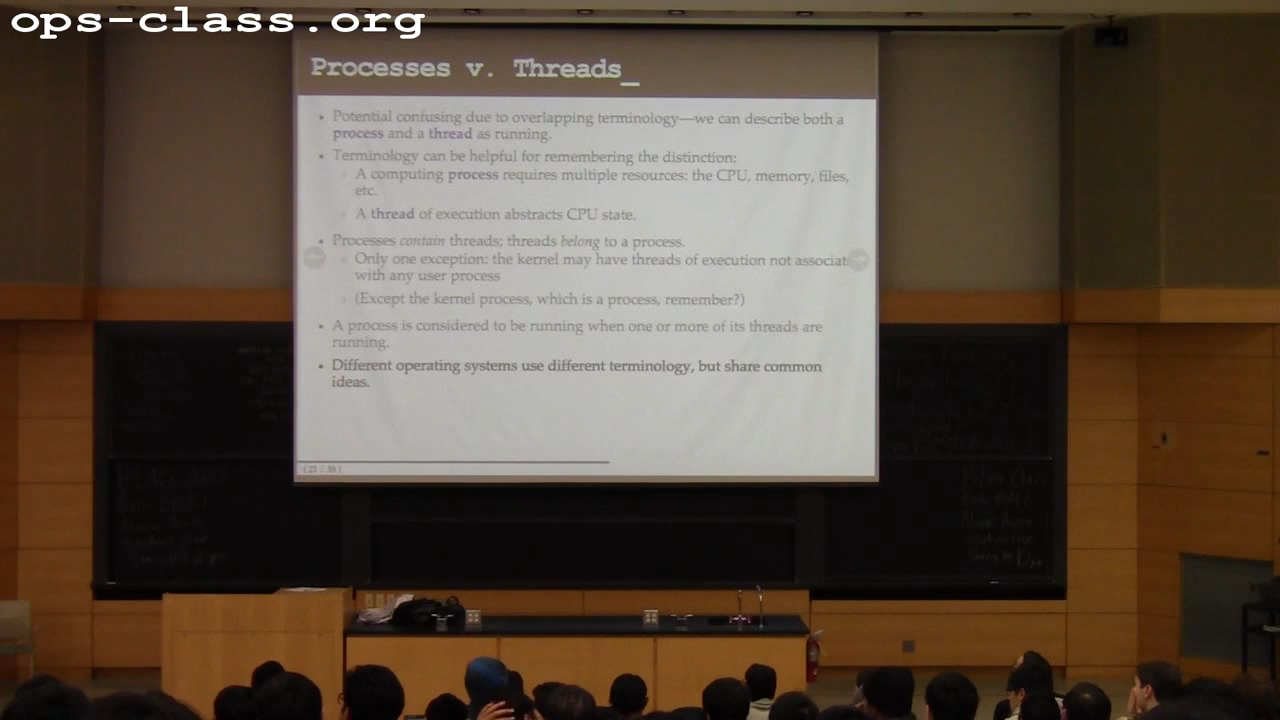 ops-class.org
Processes v. Threads_
• Potential confusing due to overlapping terminology—we can describe both a
process and a thread as running.
• Terminology can be helpful for remembering the distinction:
◦ A computing process requires multiple resources: the CPU, memory, files,
etc.
◦ A thread of execution abstracts CPU state.
• Processes contain threads; threads belong to a process.
◦ Only one exception: the kernel may have threads of execution not associat
with any user process
◦ (Except the kernel process, which is a process, remember?)
• A process is considered to be running when one or more of its threads are
running.
• Different operating systems use different terminology, but share common
ideas.
(21 / 30)